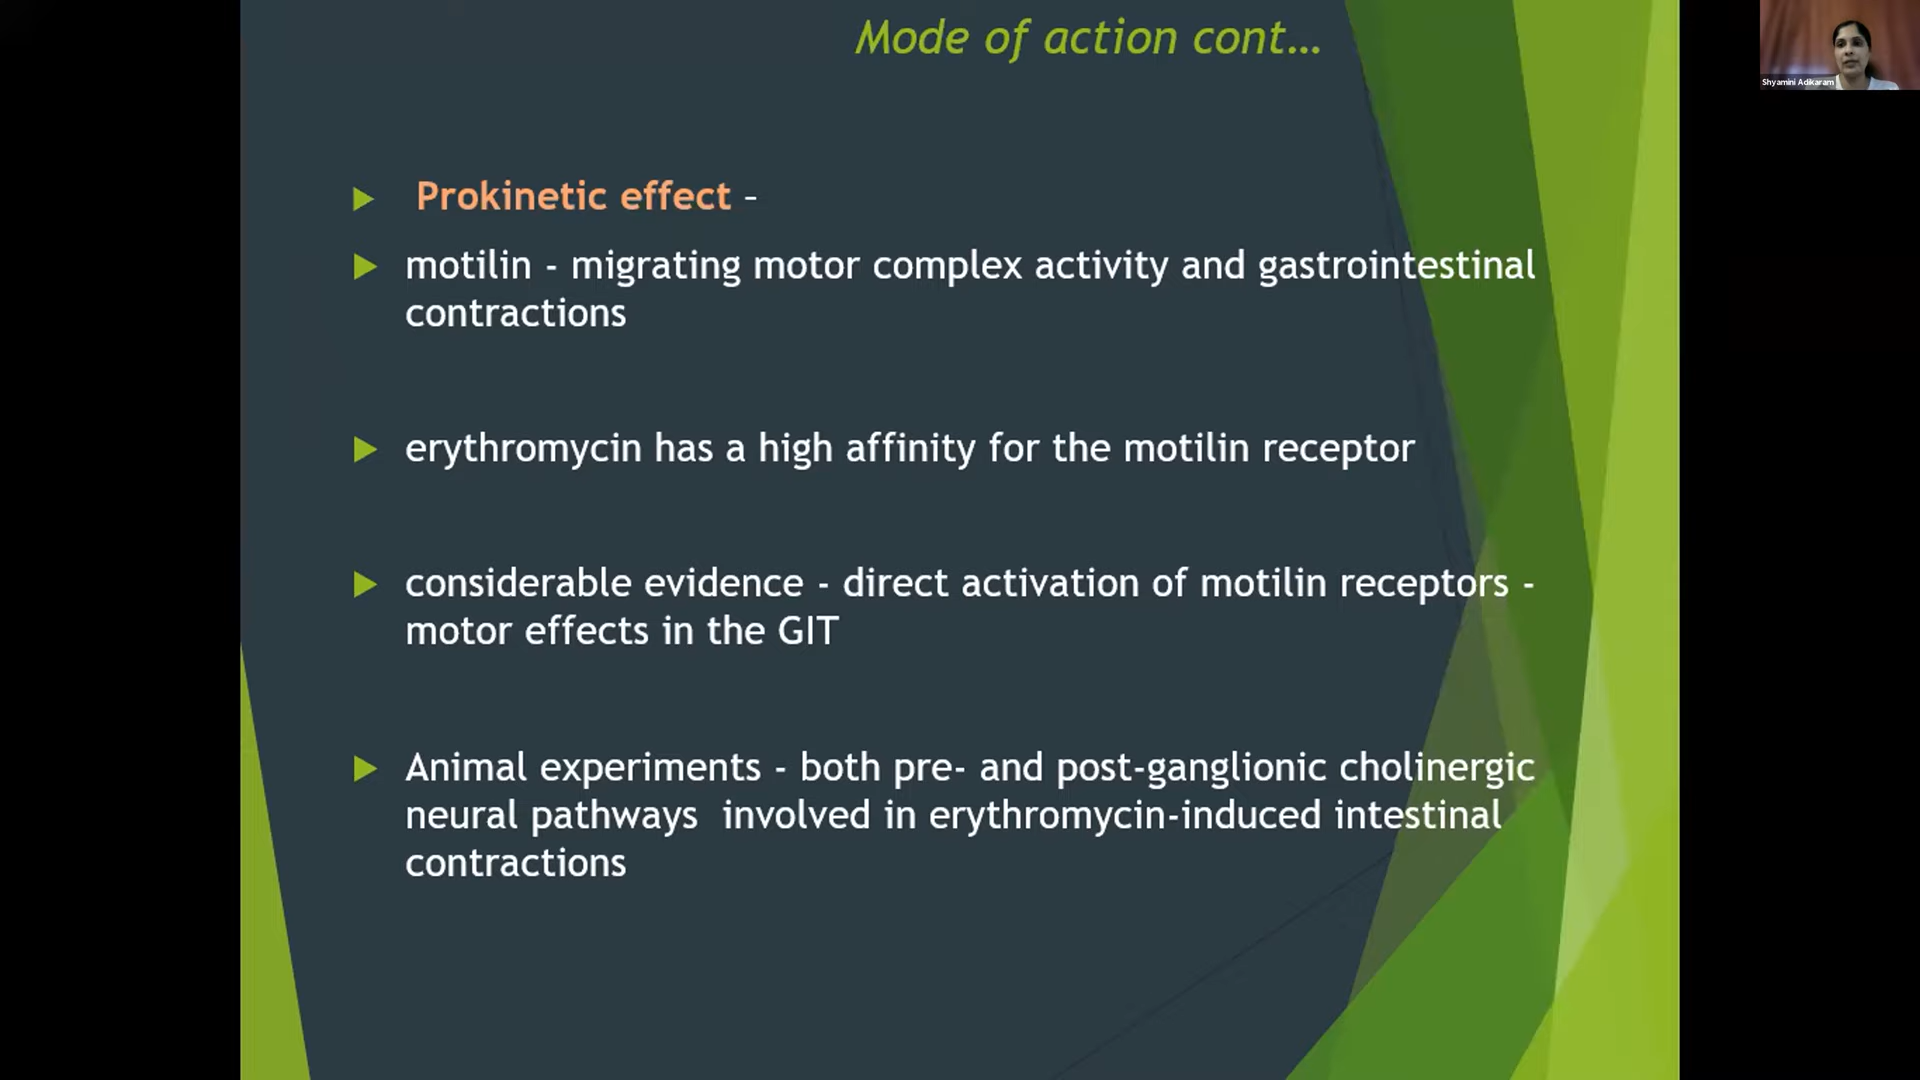 Mode of action cont...
Shyamini Adikaram
Prokinetic effect –
motilin - migrating motor complex activity and gastrointestinal
contractions
erythromycin has a high affinity for the motilin receptor
considerable evidence - direct activation of motilin receptors -
motor effects in the GIT
Animal experiments - both pre- and post-ganglionic cholinergic
neural pathways  involved in erythromycin-induced intestinal
contractions